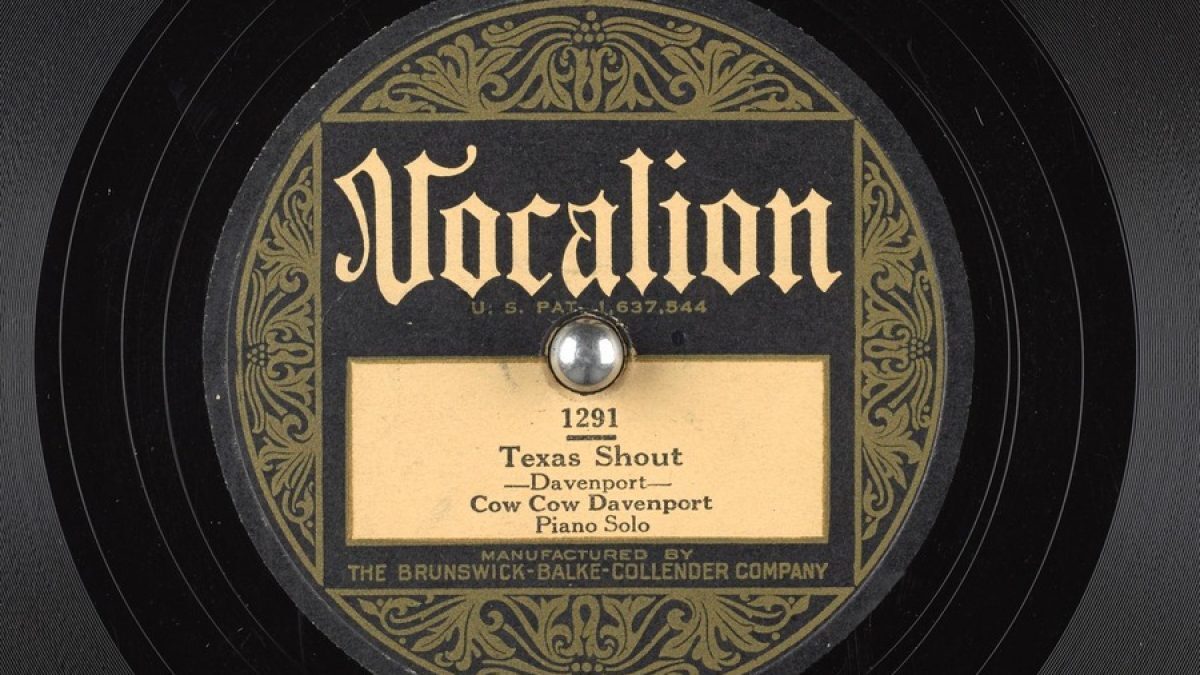 Vocalion
U. S. PAT. 1,637,544
1291
Texas Shout
—Davenport—
Cow Cow Davenport
Piano Solo
MANUFACTURED BY
THE BRUNSWICK-BALKE-COLLENDER COMPANY